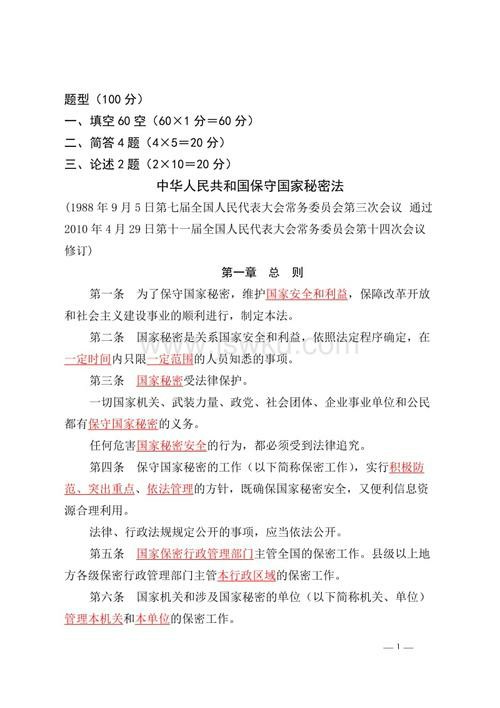 题型（100 分）
一、填空 60 空（60×1 分＝60 分）
二、简答 4 题（4×5＝20 分）
三、论述 2 题（2×10＝20 分）
中华人民共和国保守国家秘密法
(1988 年 9 月 5 日第七届全国人民代表大会常务委员会第三次会议 通过
2010 年 4 月 29 日第十一届全国人民代表大会常务委员会第十四次会议
修订)
第一章 总 则
第一条 为了保守国家秘密，维护国家安全和利益，保障改革开放
和社会主义建设事业的顺利进行，制定本法。
第二条 国家秘密是关系国家安全和利益，依照法定程序确定，在
一定时间内只限一定范围的人员知悉的事项。
第三条 国家秘密受法律保护。
一切国家机关、武装力量、政党、社会团体、企业事业单位和公民
都有保守国家秘密的义务。
任何危害国家秘密安全的行为，都必须受到法律追究。
第四条 保守国家秘密的工作（以下简称保密工作），实行积极防
范、突出重点、依法管理的方针，既确保国家秘密安全，又便利信息资
源合理利用。
法律、行政法规规定公开的事项，应当依法公开。
第五条 国家保密行政管理部门主管全国的保密工作。县级以上地
方各级保密行政管理部门主管本行政区域的保密工作。
第六条 国家机关和涉及国家秘密的单位（以下简称机关、单位）
管理本机关和本单位的保密工作。
— 1 —